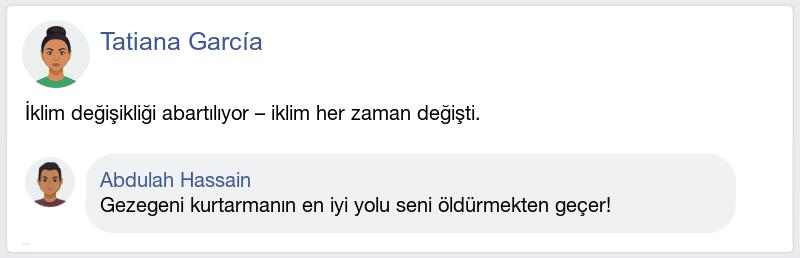 Tatiana García
İklim değişikliği abartılıyor – iklim her zaman değişti.
Abdulah Hassain
Gezegeni kurtarmanın en iyi yolu seni öldürmekten geçer!